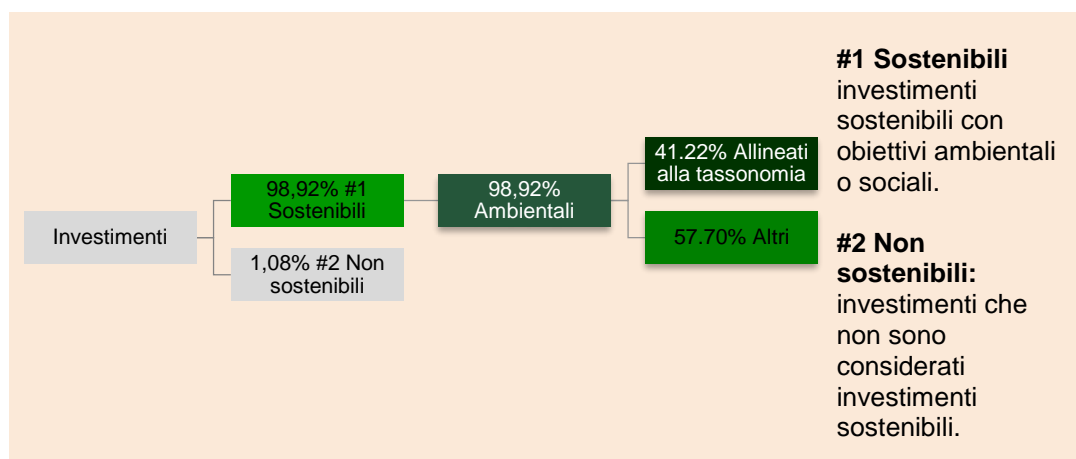 Investimenti
98,92% #1
Sostenibili
1,08% #2 Non
sostenibili
98,92%
Ambientali
41.22% Allineati
alla tassonomia
57.70% Altri
#1 Sostenibili
investimenti
sostenibili con
obiettivi ambientali
o sociali.
#2 Non
sostenibili:
investimenti che
non sono
considerati
investimenti
sostenibili.